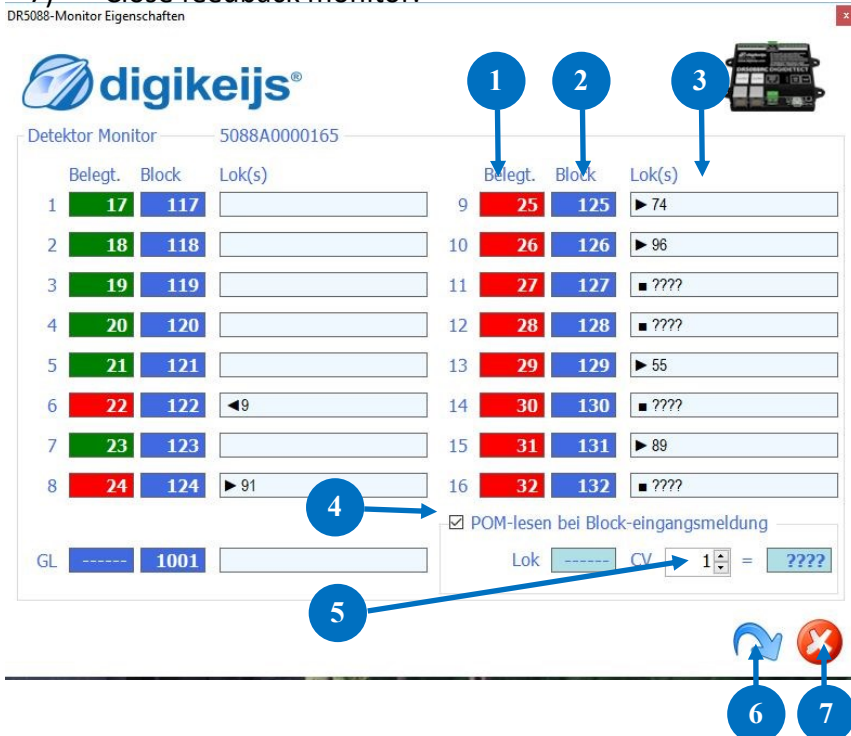 7) Close feedback monitor.
DR5088-Monitor Eigenschaften x
digikeijs®
1 2 3
Detektor Monitor 5088A0000165
Belegt. Block Lok(s) Belegt. Block Lok(s)
1 17 117 9 25 125 ► 74
2 18 118 10 26 126 ► 96
3 19 119 11 27 127 ■ ????
4 20 120 12 28 128 ■ ????
5 21 121 13 29 129 ► 55
6 22 122 ◄9 14 30 130 ■ ????
7 23 123 15 31 131 ► 89
8 24 124 ► 91 16 32 132 ■ ????
4
POM-lesen bei Block-eingangsmeldung
GL ------ 1001 Lok ------ CV 1 = ????
5
6 7